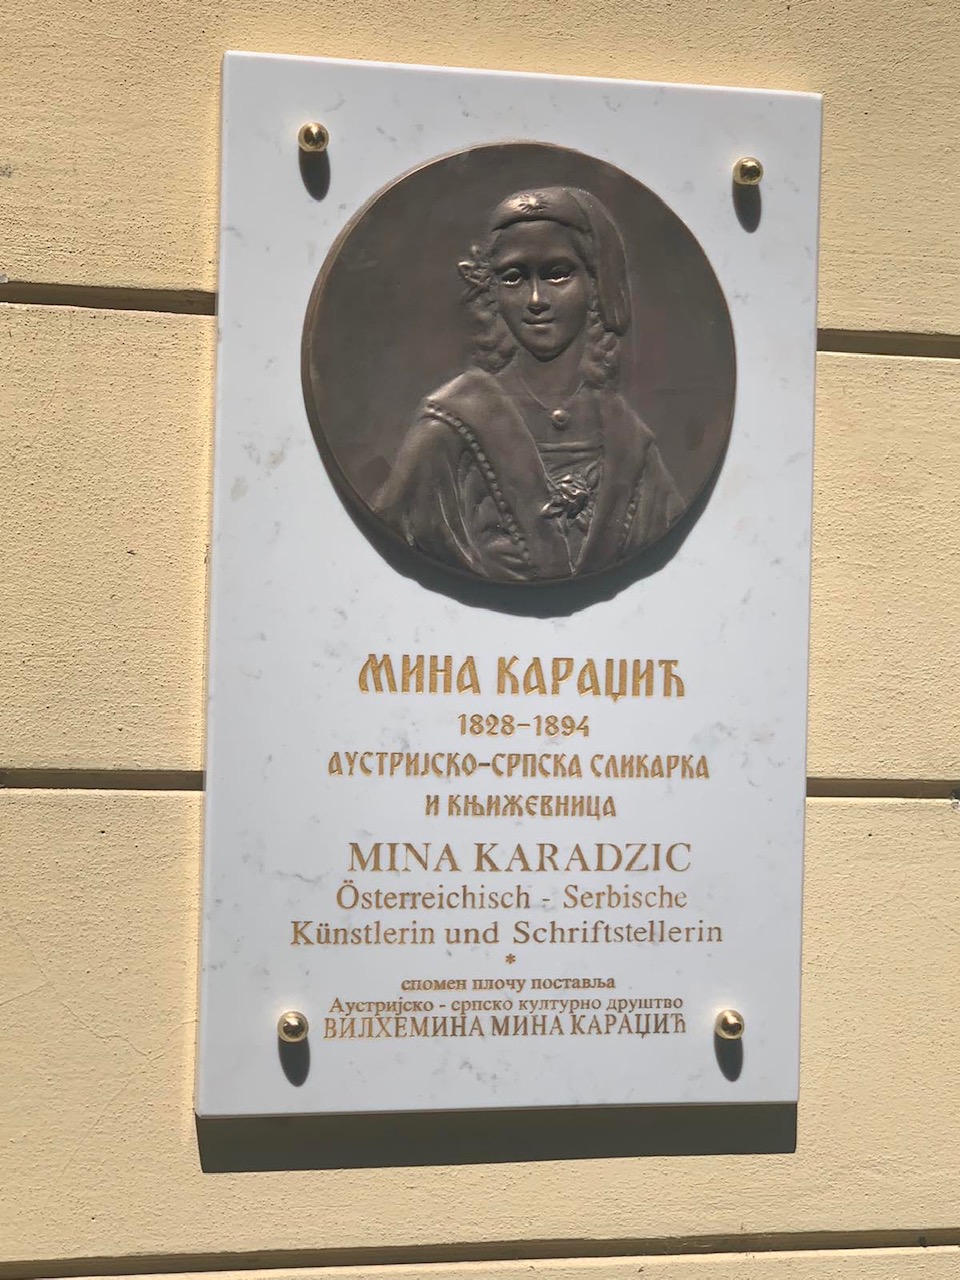 МИНА КАРАЏИЋ
1828-1894
АУСТРИЈСКО-СРПСКА СЛИКАРКА
И КЊИЖЕВНИЦА
MINA KARADZIC
Österreichisch - Serbische
Künstlerin und Schriftstellerin
*
спомен плочу поставља
Аустријско - српско културно друштво
ВИЛХЕМИНА МИНА КАРАЏИЋ